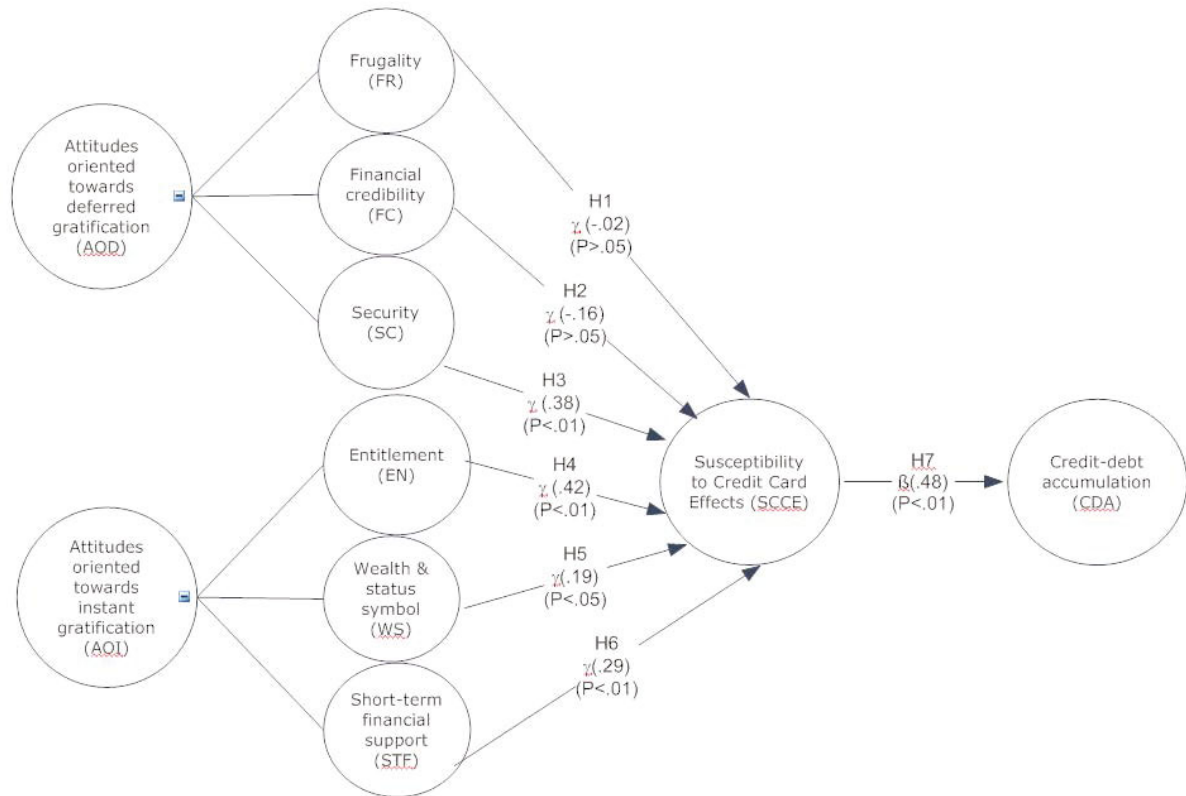 Frugality
(FR)
Attitudes
oriented
towards
deferred
gratification
(AOD)
Financial
credibility
(FC)
Security
(SC)
H1
γ (-.02)
(P>.05)
H2
γ (-.16)
(P>.05)
H3
γ (.38)
(P<.01)
Entitlement
(EN)
H4
γ (.42)
(P<.01)
Attitudes
oriented
towards
instant
gratification
(AOI)
Wealth &
status
symbol
(WS)
H5
γ(.19)
(P<.05)
Short-term
financial
support
(STF)
H6
γ(.29)
(P<.01)
Susceptibility
to Credit Card
Effects (SCCE)
H7
ß(.48)
(P<.01)
Credit-debt
accumulation
(CDA)